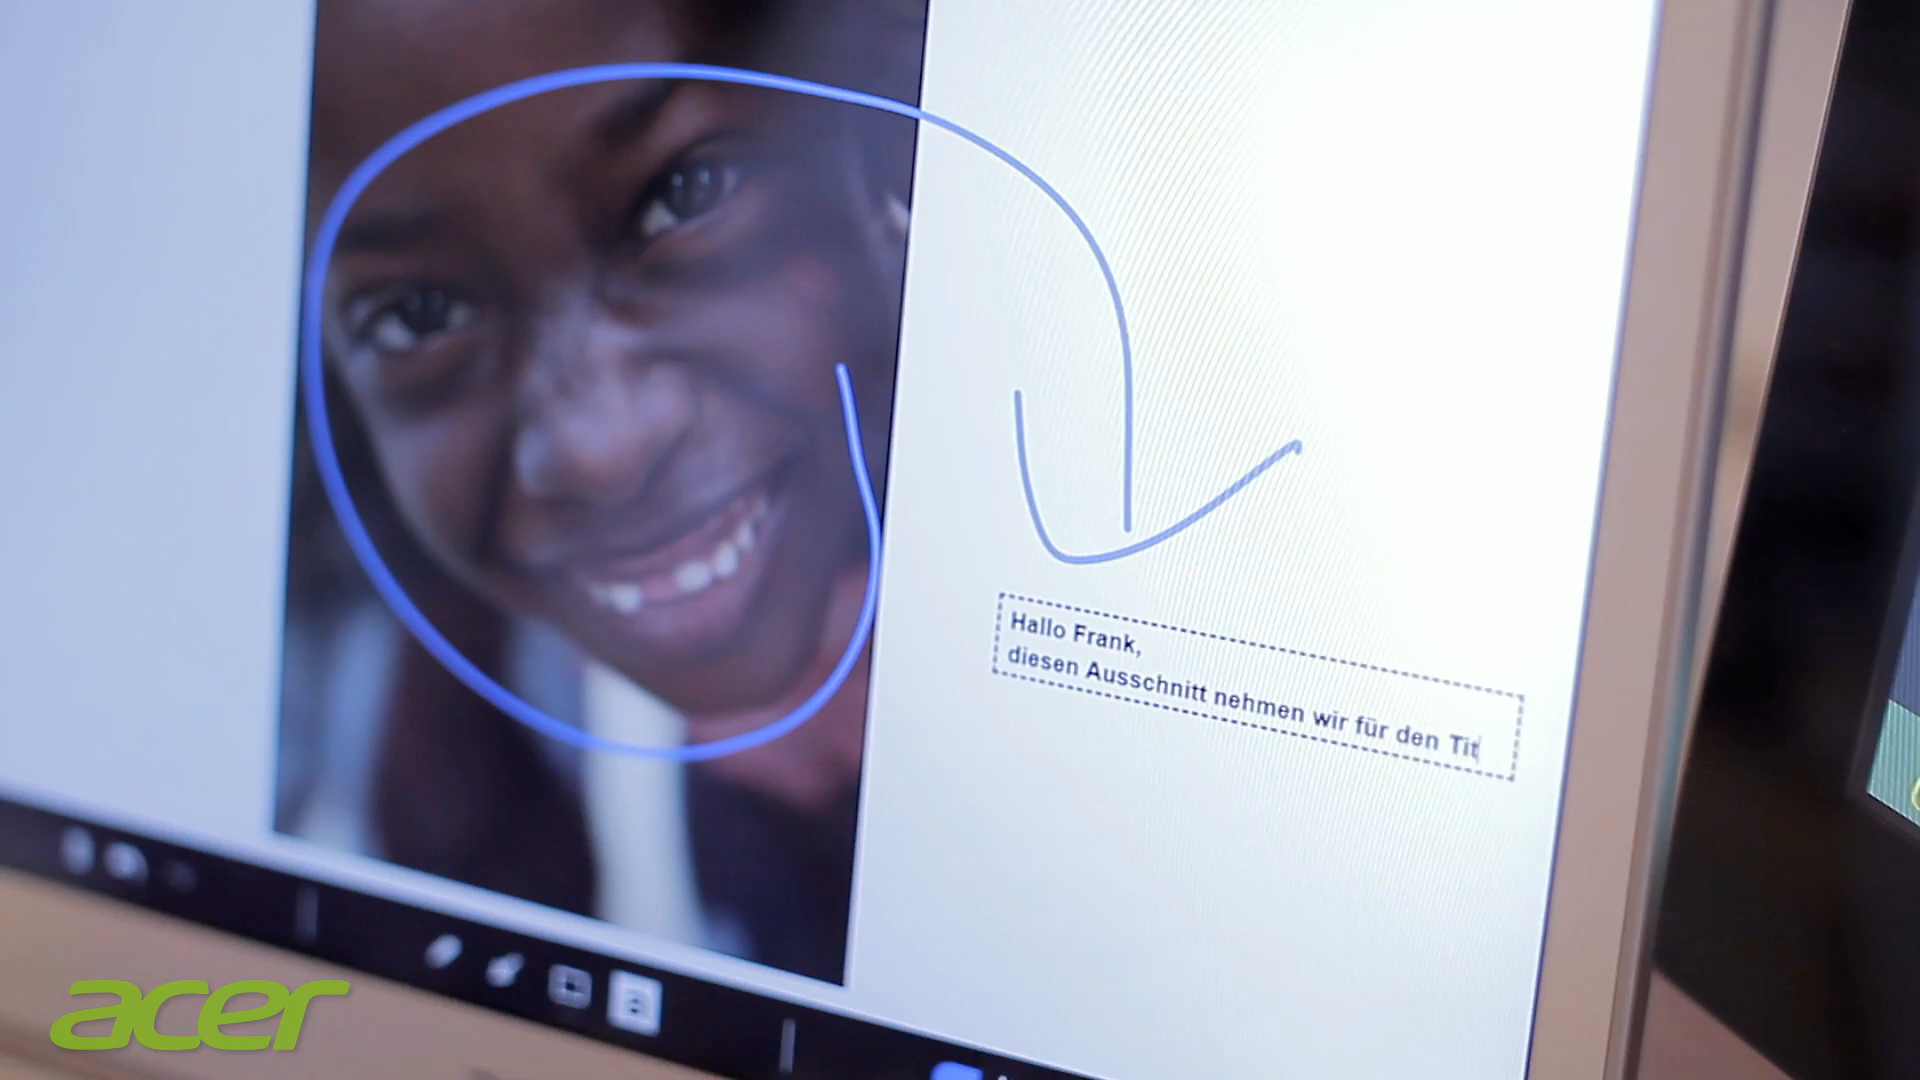 Hallo Frank,
diesen Ausschnitt nehmen wir für den Tit
acer